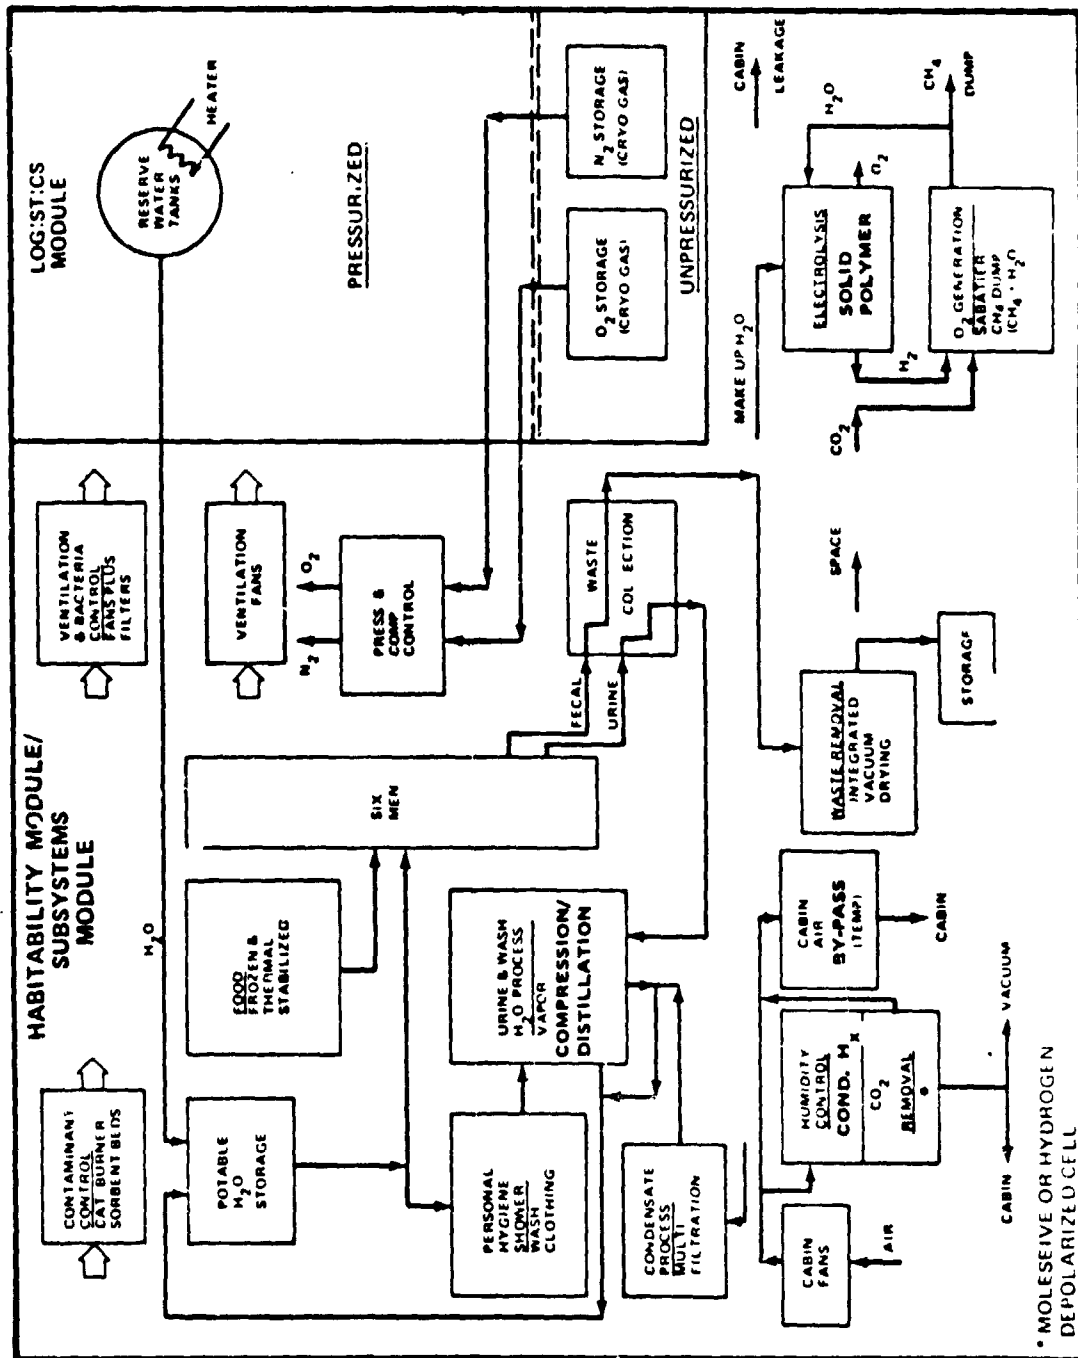 HABITABILITY MODULE/
SUBSYSTEMS
MODULE
LOGISTICS
MODULE
CONTAMINANT
CONTROL
CAT BURNER
SORBENT BEDS
VENTILATION
& BACTERIA
CONTROL
FANS PLUS
FILTERS
RESERVE
WATER
TANKS
HEATER
H2O
POTABLE
H2O
STORAGE
FOOD
FROZEN &
THERMAL
STABILIZED
SIX
MEN
VENTILATION
FANS
N2
O2
PRESS &
COMP
CONTROL
PRESSURIZED
PERSONAL
HYGIENE
SHOWER
WASH
CLOTHING
URINE & WASH
H2O PROCESS
VAPOR
COMPRESSION/
DISTILLATION
FECAL
URINE
WASTE
COL ECTION
O2 STORAGE
(CRYO GAS)
N2 STORAGE
(CRYO GAS)
UNPRESSURIZED
CONDENSATE
PROCESS
MULTI
FILTRATION
CABIN
FANS
AIR
HUMIDITY
CONTROL
COND. HX
CO2
REMOVAL
*
CABIN
VACUUM
CABIN
AIR
BY-PASS
(TEMP)
CABIN
WASTE REMOVAL
INTEGRATED
VACUUM
DRYING
SPACE
STORAGE
MAKE UP H2O
CABIN
LEAKAGE
ELECTROLYSIS
SOLID
POLYMER
H2O
O2
H2
CO2
O2 GENERATION
SABATIER
CH4 DUMP
(CH4 + H2O
CH4
DUMP
* MOLESEIVE OR HYDROGEN
DEPOLARIZED CELL